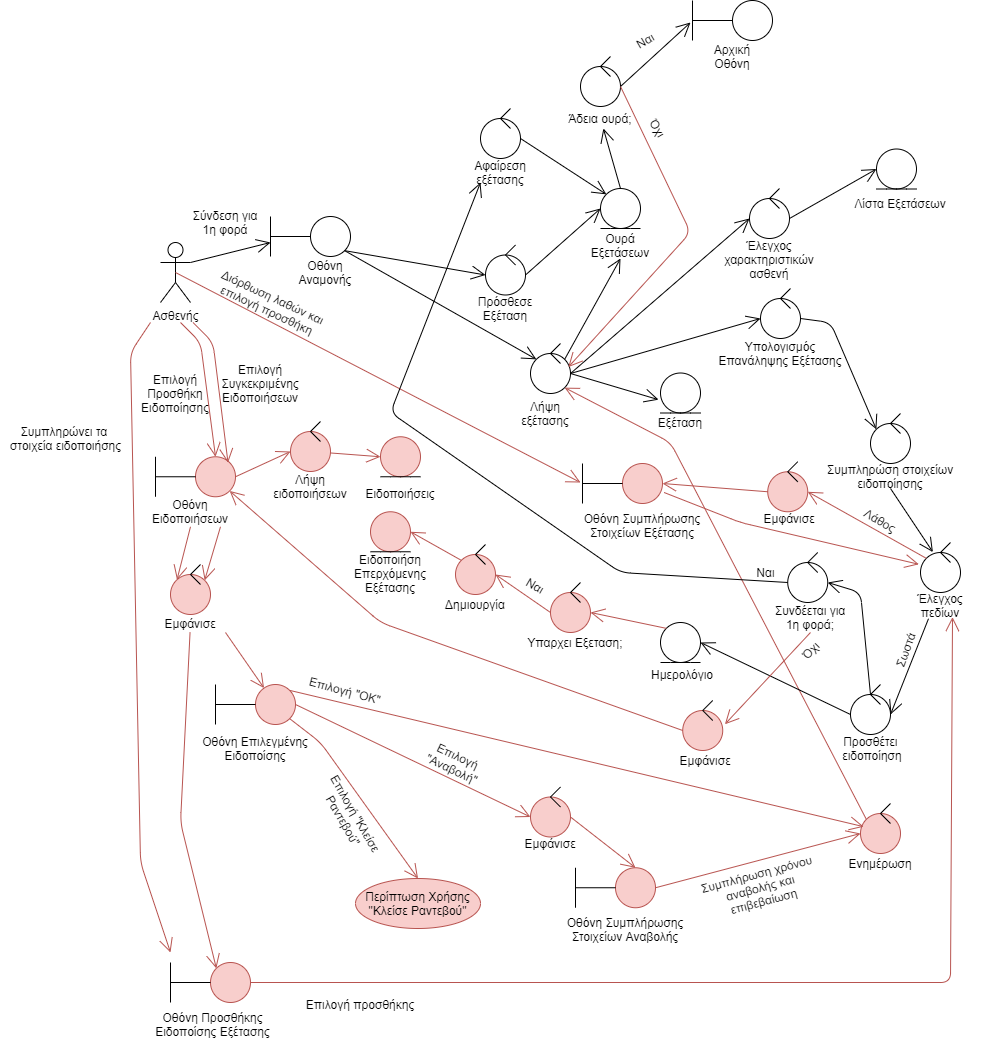 Ναι
Αρχική
Οθόνη
Άδεια ουρά;
Όχι
Αφαίρεση
εξέτασης
Λίστα Εξετάσεων
Σύνδεση για
1η φορά
Ουρά
Εξετάσεων
Έλεγχος
χαρακτηριστικών
ασθενή
Οθόνη
Αναμονής
Πρόσθεσε
Εξέταση
Διόρθωση λαθών και
επιλογή προσθήκη
Ασθενής
Υπολογισμός
Επανάληψης Εξέτασης
Επιλογή
Προσθήκη
Ειδοποίησης
Επιλογή
Συγκεκριμένης
Ειδοποιήσεων
Λήψη
εξέτασης
Εξέταση
Συμπληρώνει τα
στοιχεία ειδοποιήσης
Λήψη
ειδοποιήσεων
Ειδοποιήσεις
Συμπλήρωση στοιχείων
ειδοποίησης
Οθόνη
Ειδοποιήσεων
Οθόνη Συμπλήρωσης
Στοιχείων Εξέτασης
Εμφάνισε
Λάθος
Ειδοποίηση
Επερχόμενης
Εξέτασης
Δημιουργία
Ναι
Ναι
Συνδέεται για
1η φορά;
Έλεγχος
πεδίων
Εμφάνισε
Υπαρχει Εξεταση;
Όχι
Σωστά
Ημερολόγιο
Επιλογή "ΟΚ"
Οθόνη Επιλεγμένης
Ειδοποίσης
Επιλογή
"Αναβολή"
Εμφάνισε
Προσθέτει
ειδοποίηση
Επιλογή "Κλείσε
Ραντεβού"
Εμφάνισε
Ενημέρωση
Περίπτωση Χρήσης
"Κλείσε Ραντεβού"
Οθόνη Συμπλήρωσης
Στοιχείων Αναβολής
Συμπλήρωση χρόνου
αναβολής και
επιβεβαίωση
Επιλογή προσθήκης
Οθόνη Προσθήκης
Ειδοποίσης Εξέτασης